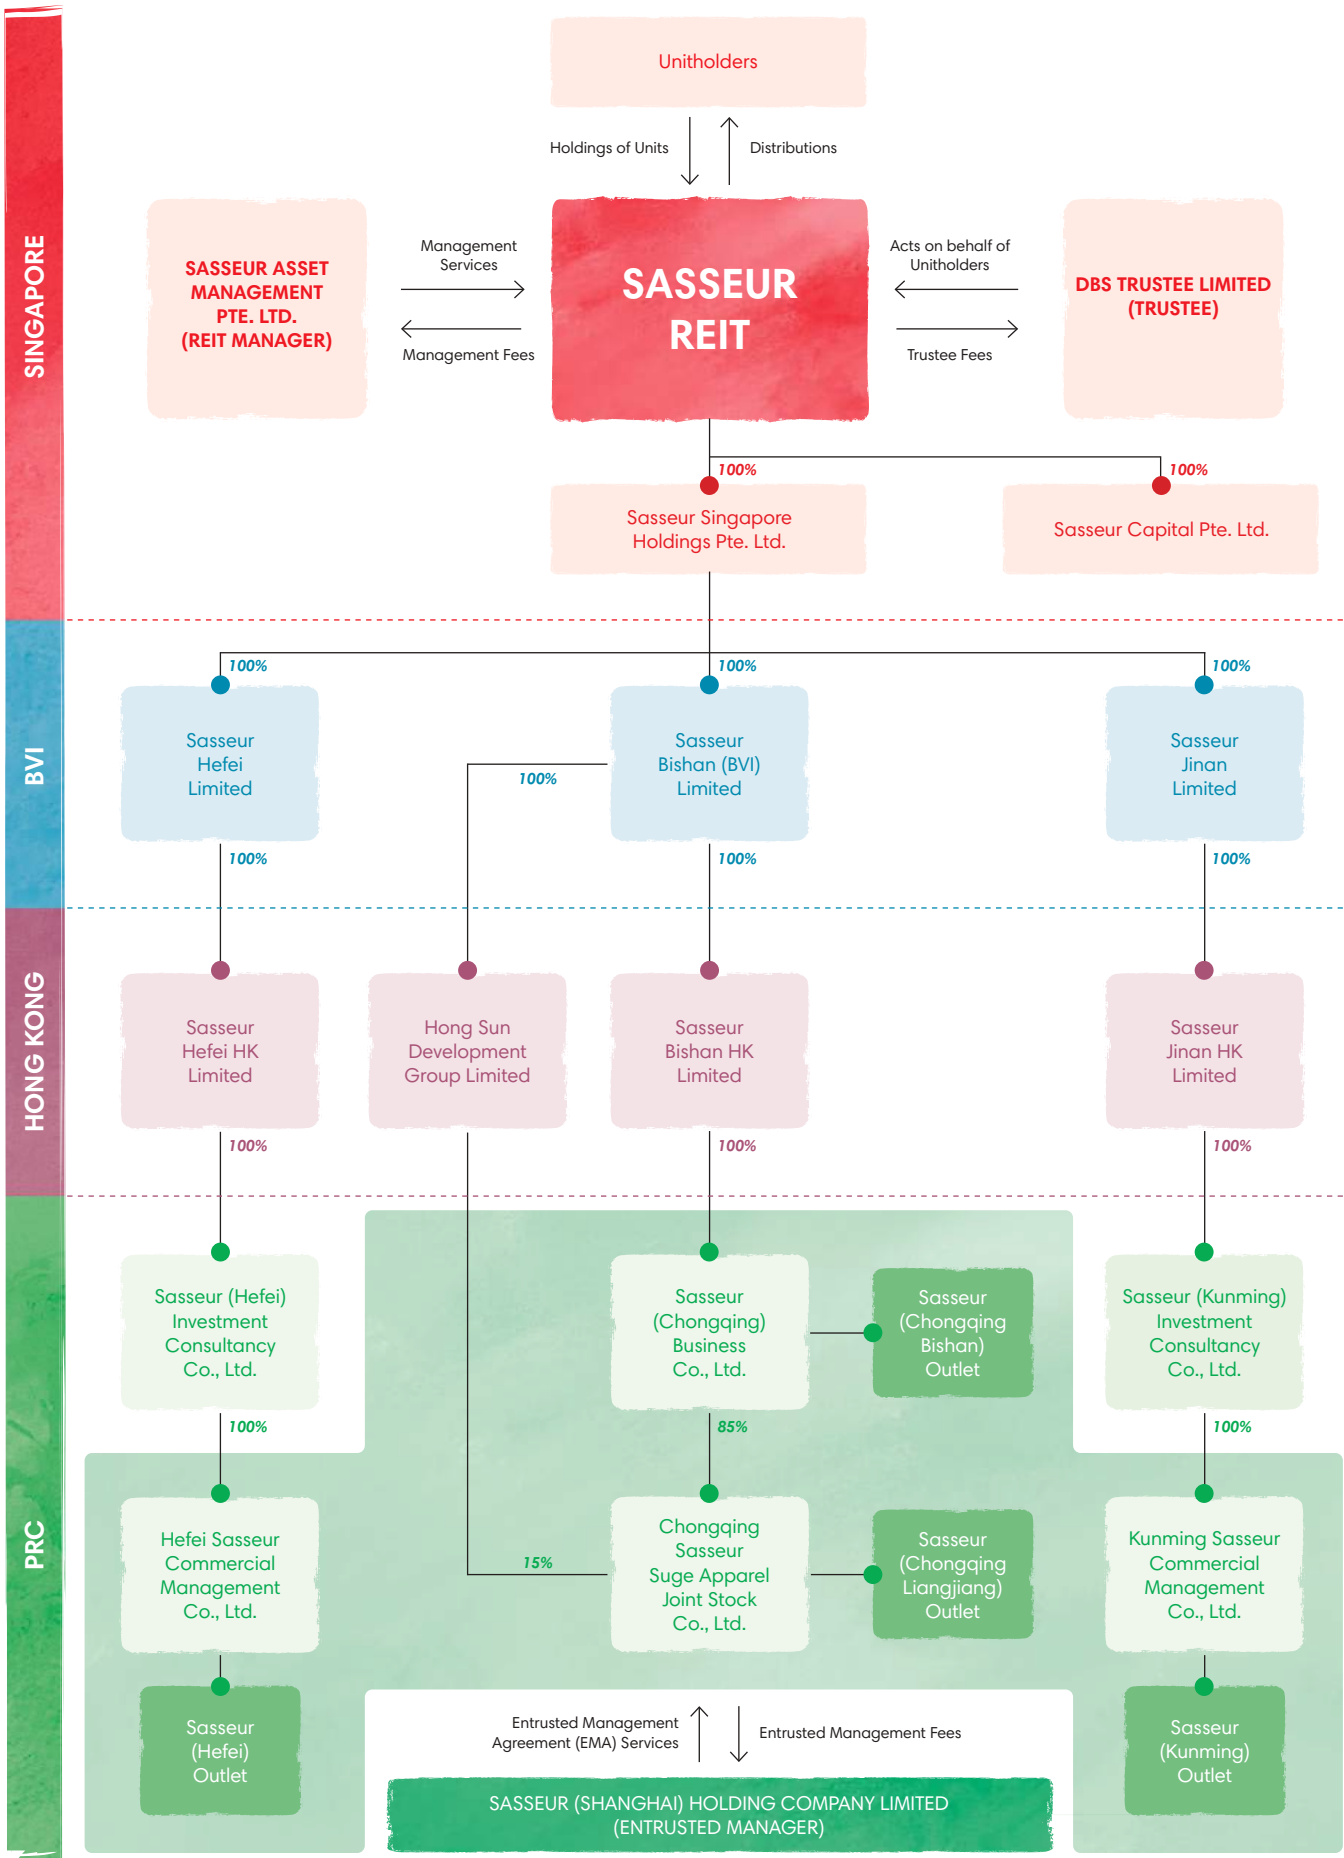 Unitholders
Holdings of Units
Distributions
SINGAPORE
SASSEUR ASSET
MANAGEMENT
PTE. LTD.
(REIT MANAGER)
Management
Services
Management Fees
SASSEUR
REIT
Acts on behalf of
Unitholders
Trustee Fees
DBS TRUSTEE LIMITED
(TRUSTEE)
100%
100%
Sasseur Singapore
Holdings Pte. Ltd.
Sasseur Capital Pte. Ltd.
BVI
100%
100%
100%
Sasseur
Hefei
Limited
100%
Sasseur
Bishan (BVI)
Limited
Sasseur
Jinan
Limited
100%
100%
100%
HONG KONG
Sasseur
Hefei HK
Limited
Hong Sun
Development
Group Limited
Sasseur
Bishan HK
Limited
Sasseur
Jinan HK
Limited
100%
100%
100%
PRC
Sasseur (Hefei)
Investment
Consultancy
Co., Ltd.
Sasseur
(Chongqing)
Business
Co., Ltd.
Sasseur
(Chongqing
Bishan)
Outlet
Sasseur (Kunming)
Investment
Consultancy
Co., Ltd.
100%
85%
100%
Hefei Sasseur
Commercial
Management
Co., Ltd.
15%
Chongqing
Sasseur
Suge Apparel
Joint Stock
Co., Ltd.
Sasseur
(Chongqing
Liangjiang)
Outlet
Kunming Sasseur
Commercial
Management
Co., Ltd.
Sasseur
(Hefei)
Outlet
Entrusted Management
Agreement (EMA) Services
Entrusted Management Fees
Sasseur
(Kunming)
Outlet
SASSEUR (SHANGHAI) HOLDING COMPANY LIMITED
(ENTRUSTED MANAGER)